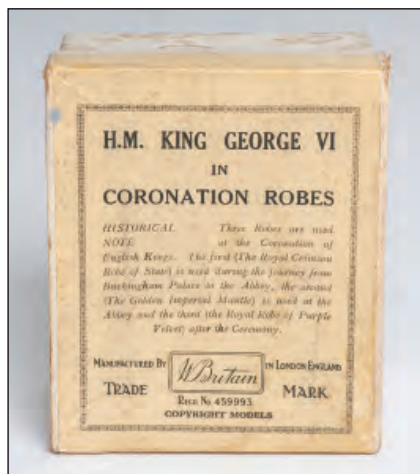 H.M. KING GEORGE VI
IN
CORONATION ROBES
HISTORICAL These Robes are used
NOTE at the Coronation of
English Kings. The first (The Royal Crimson
Robe of State) is used during the journey from
Buckingham Palace to the Abbey, the second
(The Golden Imperial Mantle) is used at the
Abbey and the third (the Royal Robe of Purple
Velvet) after the Ceremony.
MANUFACTURED BY W Britain IN LONDON ENGLAND
TRADE MARK
REGD No 459993
COPYRIGHT MODELS